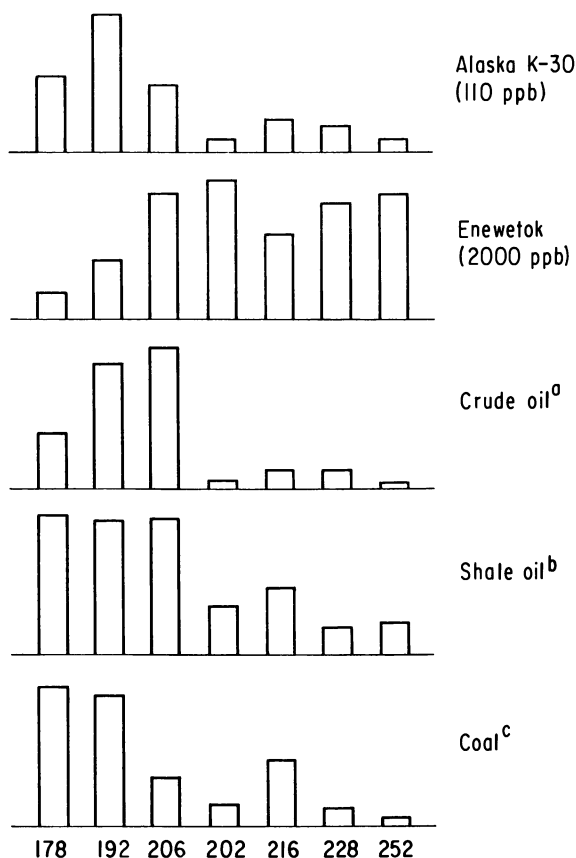 Alaska K-30
(110 ppb)
Enewetok
(2000 ppb)
Crude oil^a
Shale oil^b
Coal^c
178 192 206 202 216 228 252